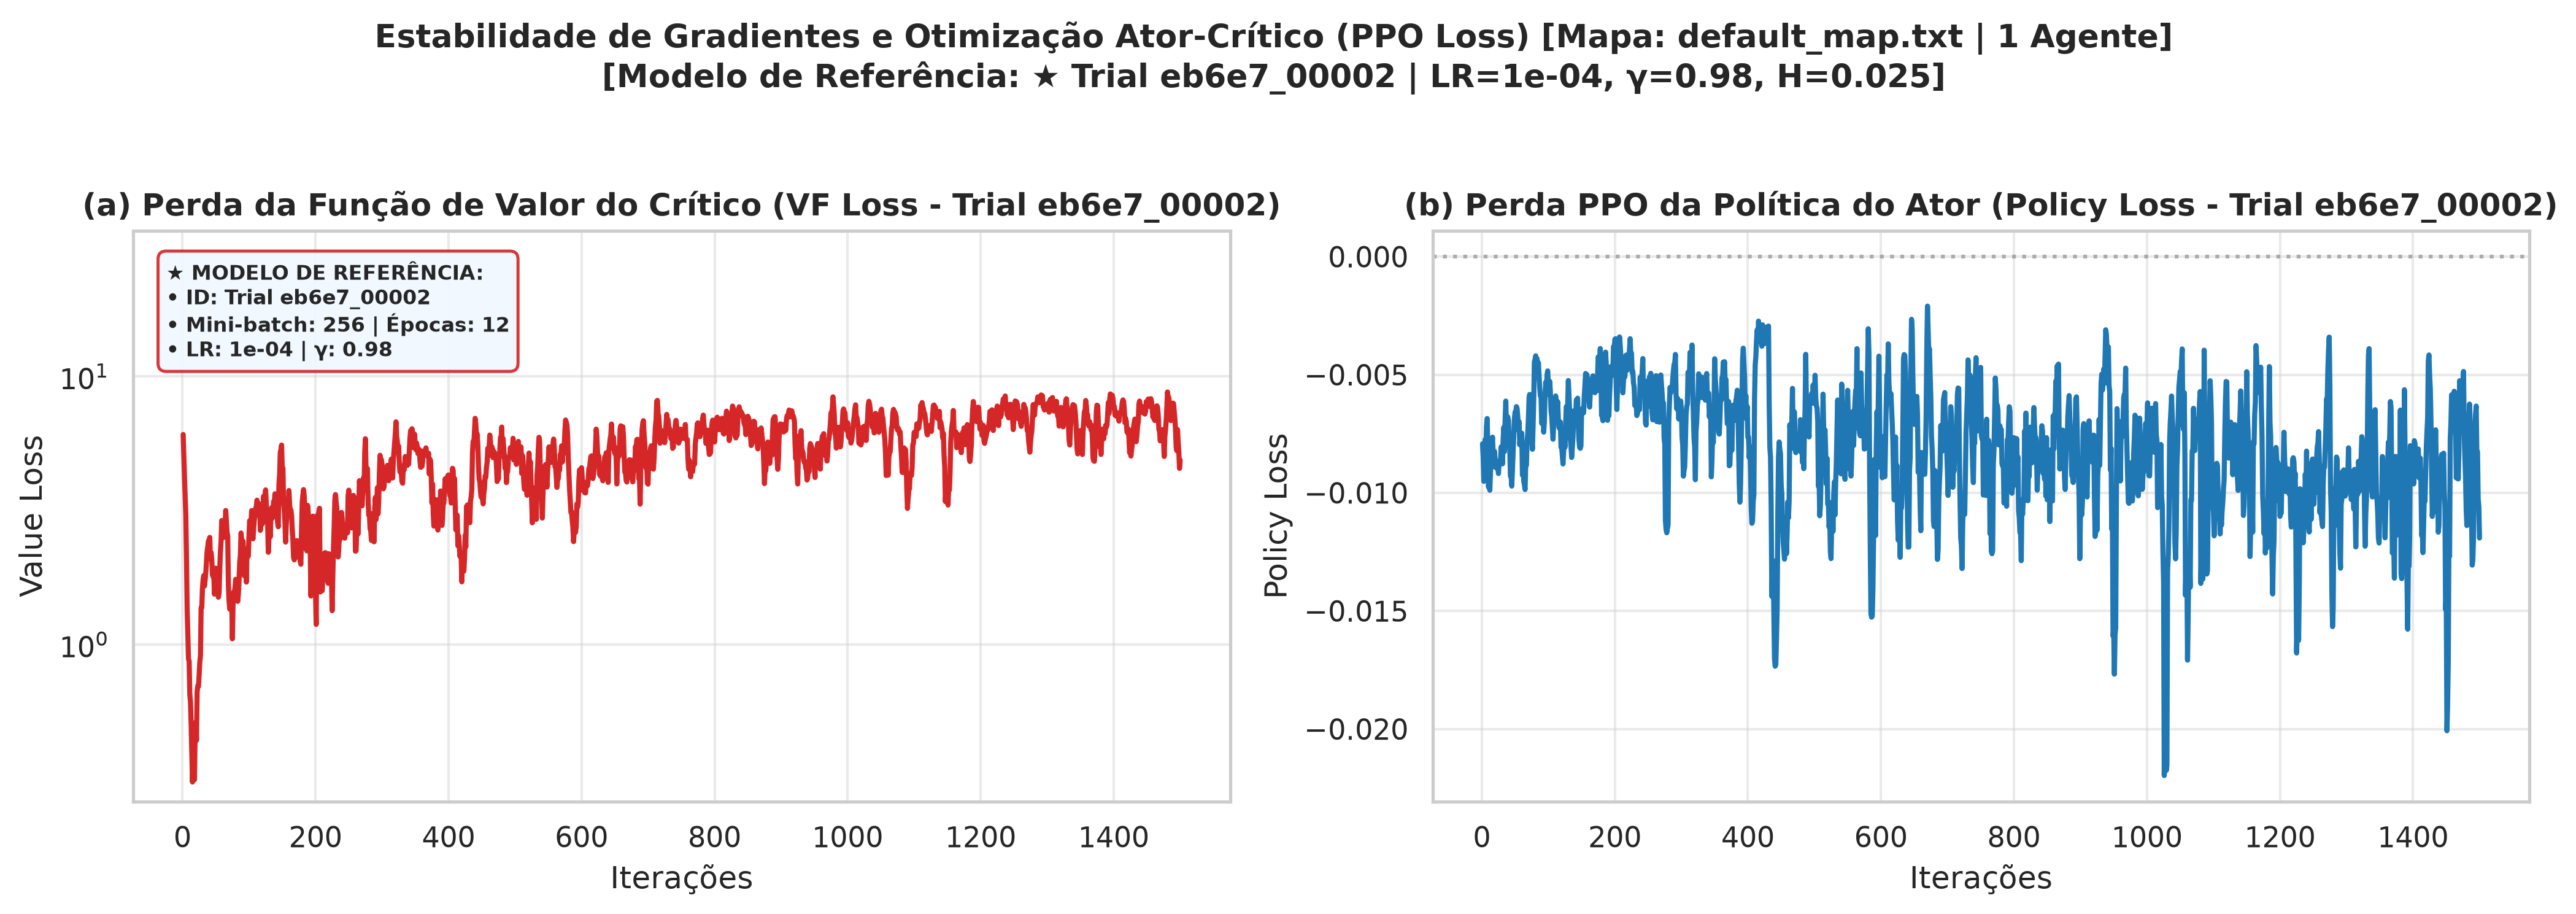 Estabilidade de Gradientes e Otimização Ator-Crítico (PPO Loss) [Mapa: default_map.txt | 1 Agente]
[Modelo de Referência: ★ Trial eb6e7_00002 | LR=1e-04, γ=0.98, H=0.025]
(a) Perda da Função de Valor do Crítico (VF Loss - Trial eb6e7_00002)
★ MODELO DE REFERÊNCIA:
• ID: Trial eb6e7_00002
• Mini-batch: 256 | Épocas: 12
• LR: 1e-04 | γ: 0.98
10¹
10⁰
Value Loss
0 200 400 600 800 1000 1200 1400
Iterações
(b) Perda PPO da Política do Ator (Policy Loss - Trial eb6e7_00002)
0.000
−0.005
−0.010
−0.015
−0.020
Policy Loss
0 200 400 600 800 1000 1200 1400
Iterações